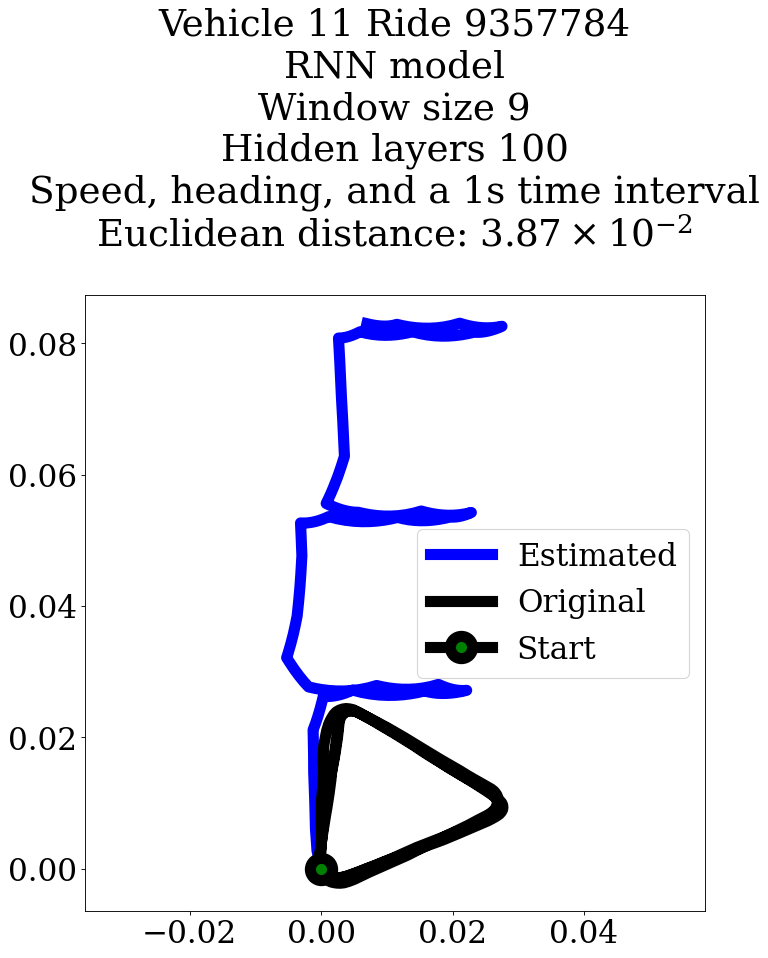 Vehicle 11 Ride 9357784
RNN model
Window size 9
Hidden layers 100
Speed, heading, and a 1s time interval
Euclidean distance: 3.87 × 10⁻²
0.08
0.06
0.04
0.02
0.00
Estimated
Original
Start
−0.02 0.00 0.02 0.04